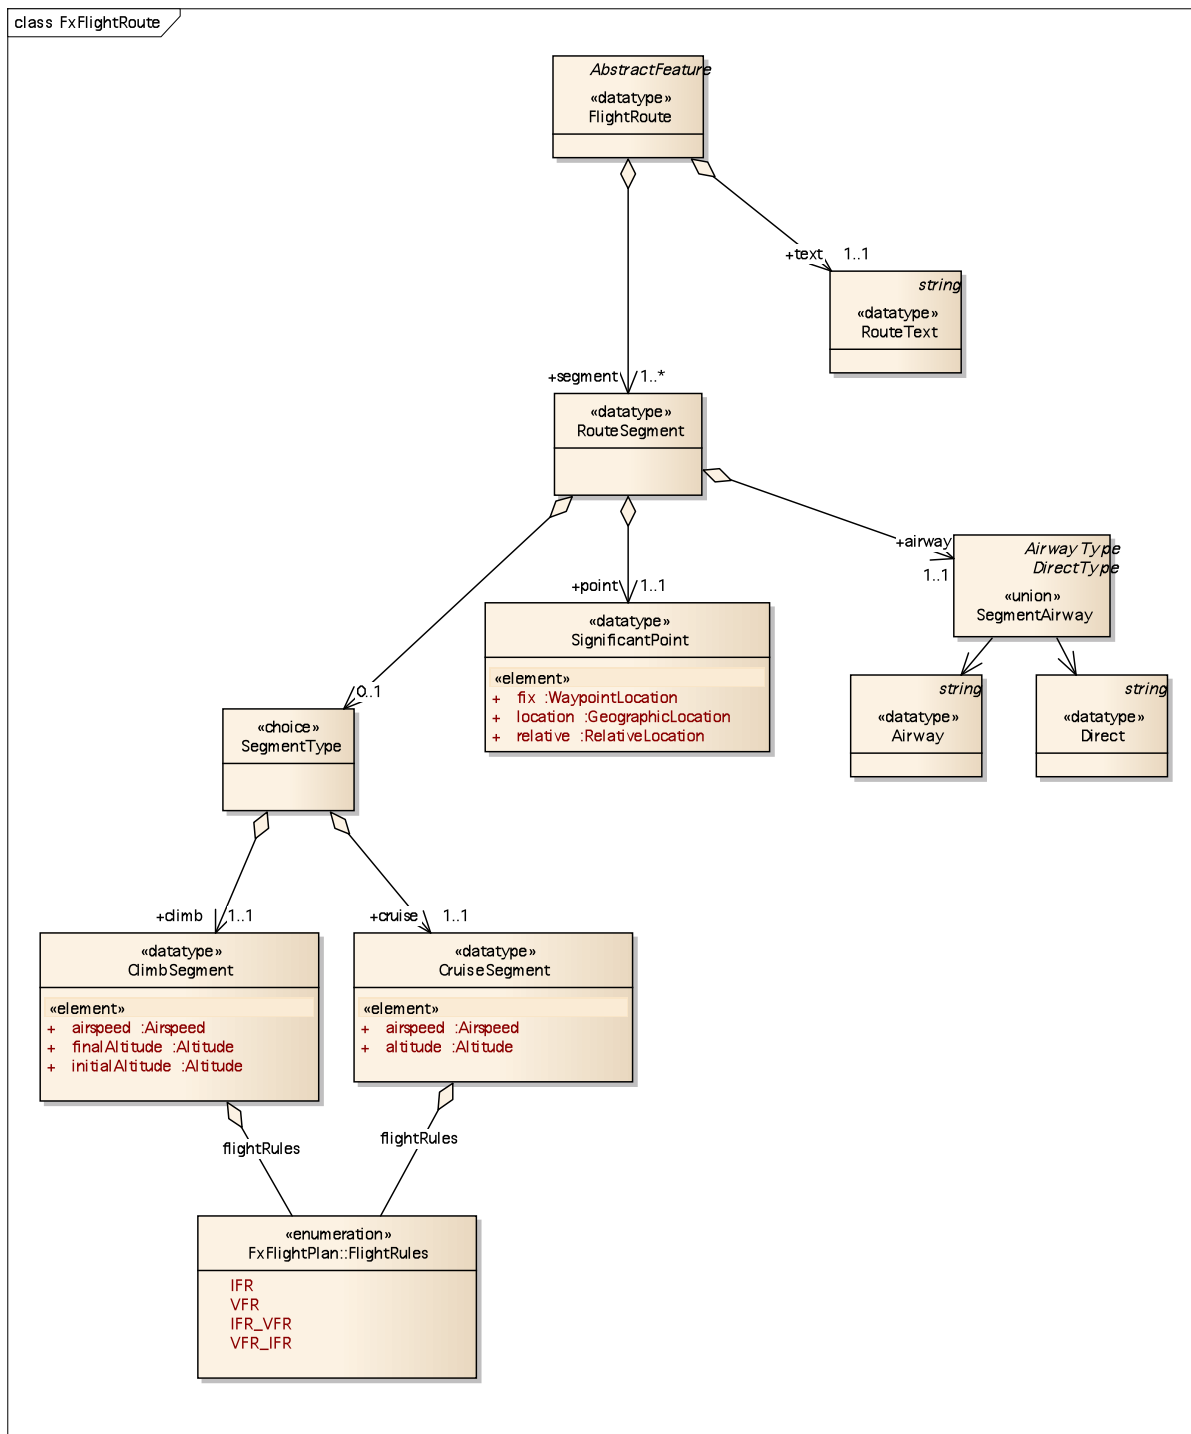 class FxFlightRoute
AbstractFeature
«datatype»
FlightRoute
+text 1..1
string
«datatype»
RouteText
+segment 1..*
«datatype»
RouteSegment
+airway
1..1
AirwayType
DirectType
«union»
SegmentAirway
+point 1..1
«datatype»
SignificantPoint
«element»
+ fix :WaypointLocation
+ location :GeographicLocation
+ relative :RelativeLocation
string
«datatype»
Airway
string
«datatype»
Direct
0..1
«choice»
SegmentType
+climb 1..1
+cruise 1..1
«datatype»
ClimbSegment
«element»
+ airspeed :Airspeed
+ finalAltitude :Altitude
+ initialAltitude :Altitude
«datatype»
CruiseSegment
«element»
+ airspeed :Airspeed
+ altitude :Altitude
flightRules
flightRules
«enumeration»
FxFlightPlan::FlightRules
IFR
VFR
IFR_VFR
VFR_IFR